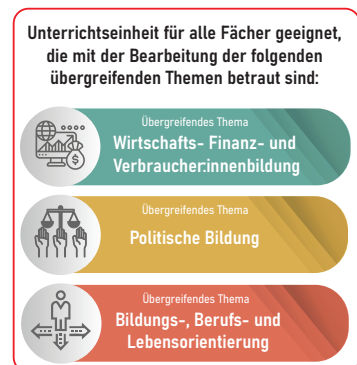 Unterrichtseinheit für alle Fächer geeignet,
die mit der Bearbeitung der folgenden
übergreifenden Themen betraut sind:
Übergreifendes Thema
Wirtschafts- Finanz- und
Verbraucher:innenbildung
Übergreifendes Thema
Politische Bildung
Übergreifendes Thema
Bildungs-, Berufs- und
Lebensorientierung